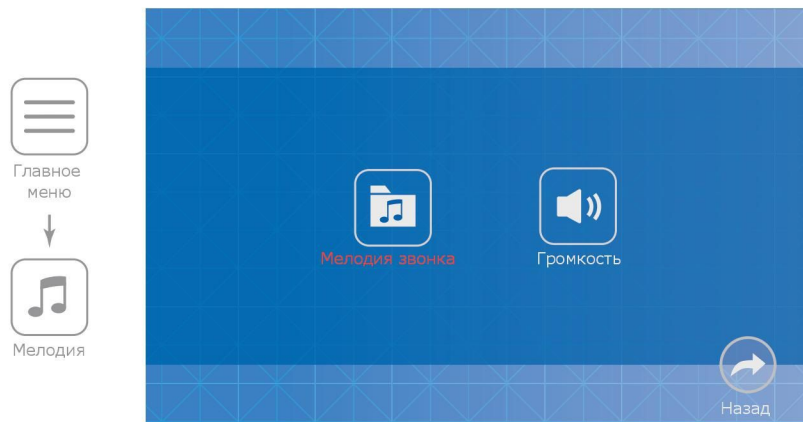 Главное
меню
Мелодия
Мелодия звонка
Громкость
Назад